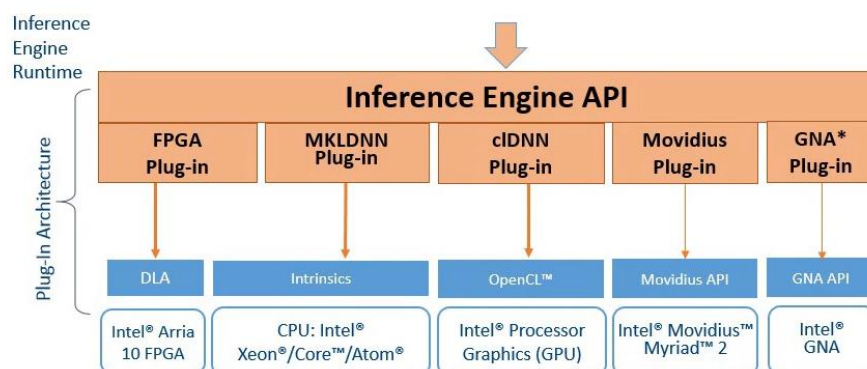 Inference
Engine
Runtime
Inference Engine API
Plug-In Architecture
FPGA
Plug-in
MKLDNN
Plug-in
clDNN
Plug-in
Movidius
Plug-in
GNA*
Plug-in
DLA
Intrinsics
OpenCL™
Movidius API
GNA API
Intel® Arria
10 FPGA
CPU: Intel®
Xeon®/Core™/Atom®
Intel® Processor
Graphics (GPU)
Intel® Movidius™
Myriad™ 2
Intel®
GNA